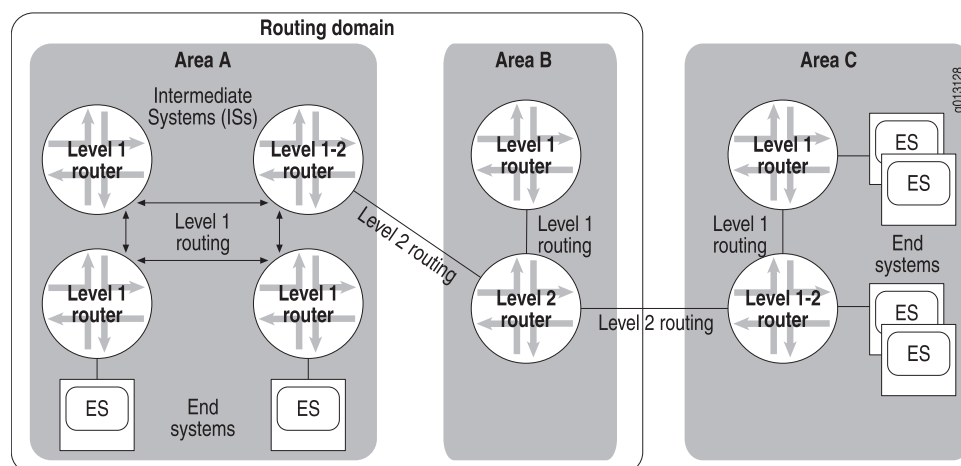 Routing domain
Area A
Intermediate
Systems (ISs)
Level 1
router
Level 1-2
router
Level 1
routing
Level 1
router
Level 1
router
ES
End
systems
ES
Level 2 routing
Area B
Level 1
router
Level 1
routing
Level 2
router
Level 2 routing
Area C
Level 1
router
ES
ES
Level 1
routing
End
systems
Level 1-2
router
ES
ES
g013128